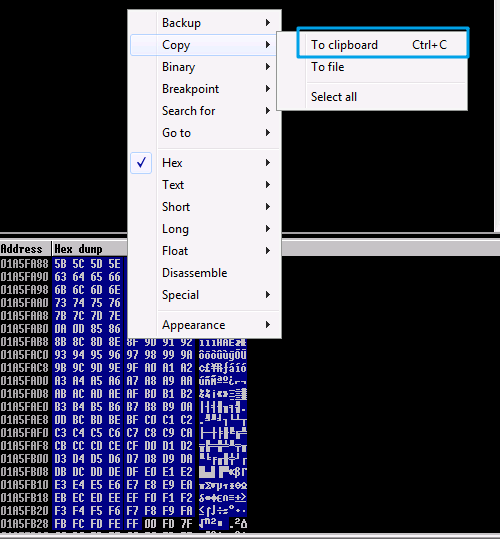 Backup
Copy
Binary
Breakpoint
Search for
Go to
Hex
Text
Short
Long
Float
Disassemble
Special
Appearance
To clipboard Ctrl+C
To file
Select all
Address Hex dump
01A5FA88 5B 5C 5D 5E
01A5FA90 63 64 65 66
01A5FA98 6B 6C 6D 6E
01A5FAA0 73 74 75 76
01A5FAA8 7B 7C 7D 7E
01A5FAB0 0A 0D 85 86
01A5FAB8 8B 8C 8D 8E 8F 90 91 92
01A5FAC0 93 94 95 96 97 98 99 9A
01A5FAC8 9B 9C 9D 9E 9F A0 A1 A2
01A5FAD0 A3 A4 A5 A6 A7 A8 A9 AA
01A5FAD8 AB AC AD AE AF B0 B1 B2
01A5FAE0 B3 B4 B5 B6 B7 B8 B9 0A
01A5FAE8 0D BC BD BE BF C0 C1 C2
01A5FAF0 C3 C4 C5 C6 C7 C8 C9 CA
01A5FAF8 CB CC CD CE CF D0 D1 D2
01A5FB00 D3 D4 D5 D6 D7 D8 D9 DA
01A5FB08 DB DC DD DE DF E0 E1 E2
01A5FB10 E3 E4 E5 E6 E7 E8 E9 EA
01A5FB18 EB EC ED EE EF F0 F1 F2
01A5FB20 F3 F4 F5 F6 F7 F8 F9 FA
01A5FB28 FB FC FD FE FF 00 FD 7F